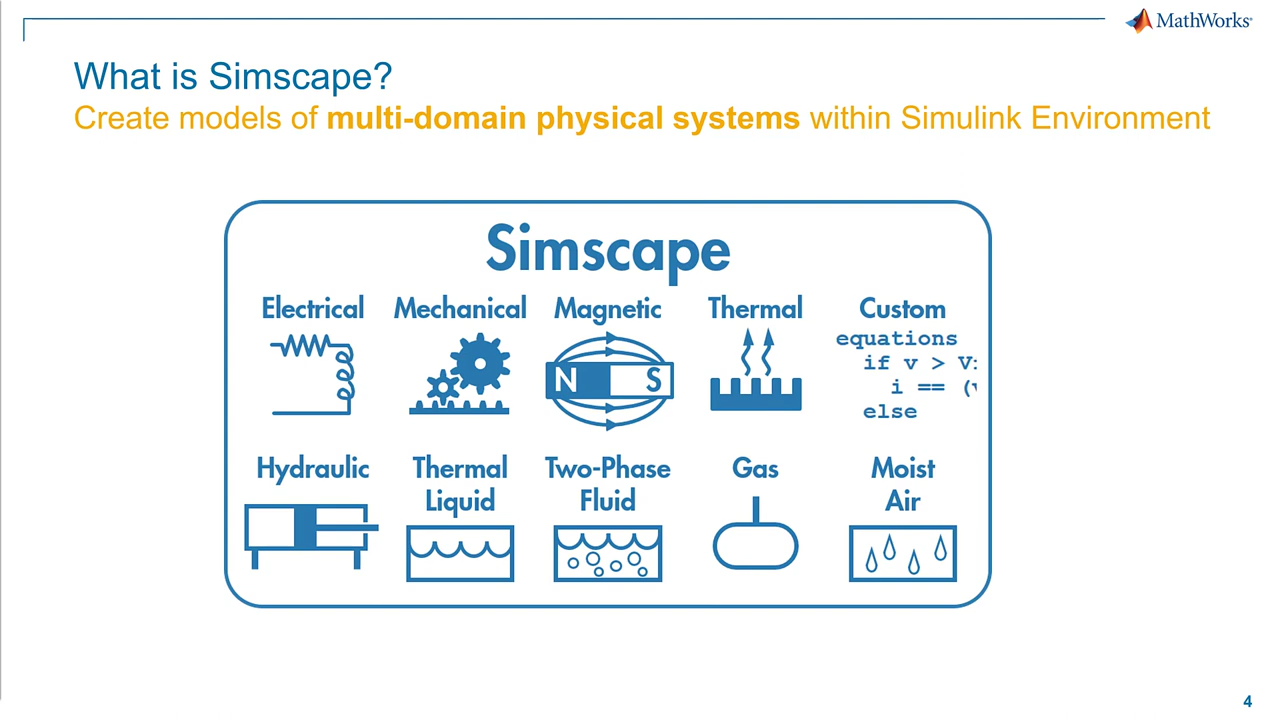 MathWorks®
What is Simscape?
Create models of multi-domain physical systems within Simulink Environment
Simscape
Electrical
Mechanical
Magnetic
Thermal
Custom
N
S
equations
if v > V
i == (
else
Hydraulic
Thermal
Liquid
Two-Phase
Fluid
Gas
Moist
Air
4